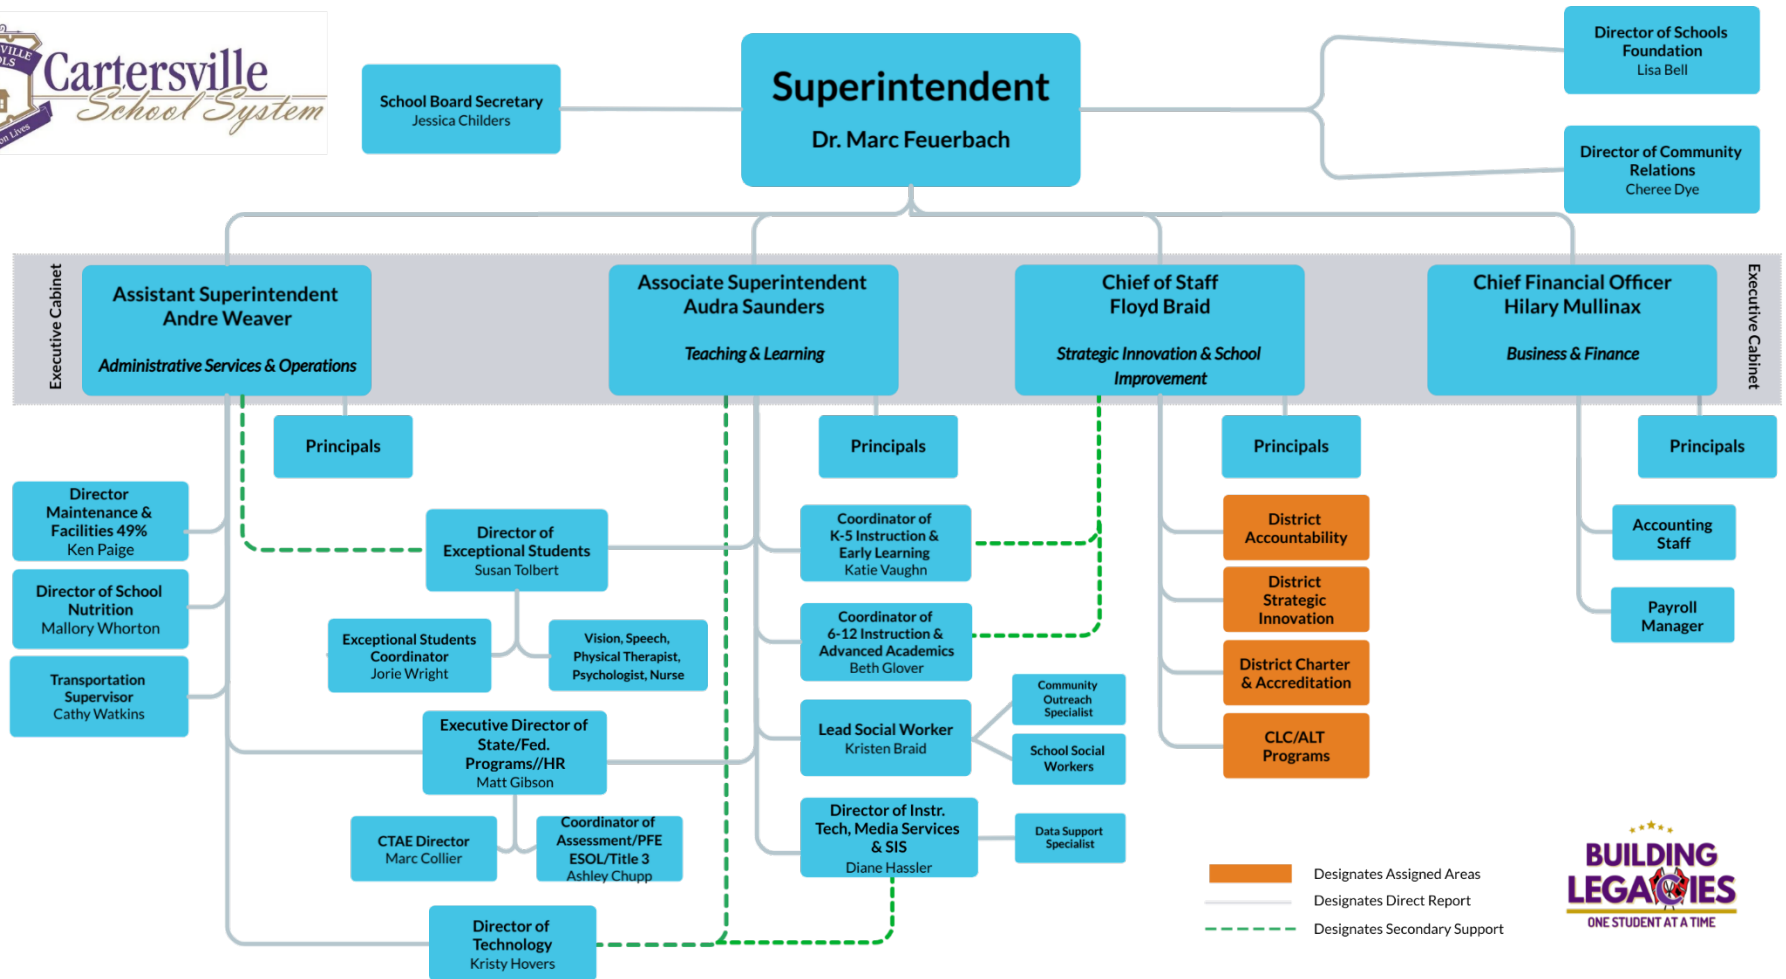 VILLE
OLS
Cartersville
School System
on Lives
School Board Secretary
Jessica Childers
Superintendent
Dr. Marc Feuerbach
Director of Schools
Foundation
Lisa Bell
Director of Community
Relations
Cheree Dye
Executive Cabinet
Assistant Superintendent
Andre Weaver
Administrative Services & Operations
Associate Superintendent
Audra Saunders
Teaching & Learning
Chief of Staff
Floyd Braid
Strategic Innovation & School
Improvement
Chief Financial Officer
Hilary Mullinax
Business & Finance
Executive Cabinet
Principals
Principals
Principals
Principals
Director
Maintenance &
Facilities 49%
Ken Paige
Director of School
Nutrition
Mallory Whorton
Transportation
Supervisor
Cathy Watkins
Director of
Exceptional Students
Susan Tolbert
Exceptional Students
Coordinator
Jorie Wright
Vision, Speech,
Physical Therapist,
Psychologist, Nurse
Executive Director of
State/Fed.
Programs//HR
Matt Gibson
CTAE Director
Marc Collier
Coordinator of
Assessment/PFE
ESOL/Title 3
Ashley Chupp
Director of
Technology
Kristy Hovers
Coordinator of
K-5 Instruction &
Early Learning
Katie Vaughn
Coordinator of
6-12 Instruction &
Advanced Academics
Beth Glover
Lead Social Worker
Kristen Braid
Community
Outreach
Specialist
School Social
Workers
Director of Instr.
Tech, Media Services
& SIS
Diane Hassler
Data Support
Specialist
District
Accountability
District
Strategic
Innovation
District Charter
& Accreditation
CLC/ALT
Programs
Accounting
Staff
Payroll
Manager
Designates Assigned Areas
Designates Direct Report
Designates Secondary Support
BUILDING
LEGACIES
ONE STUDENT AT A TIME